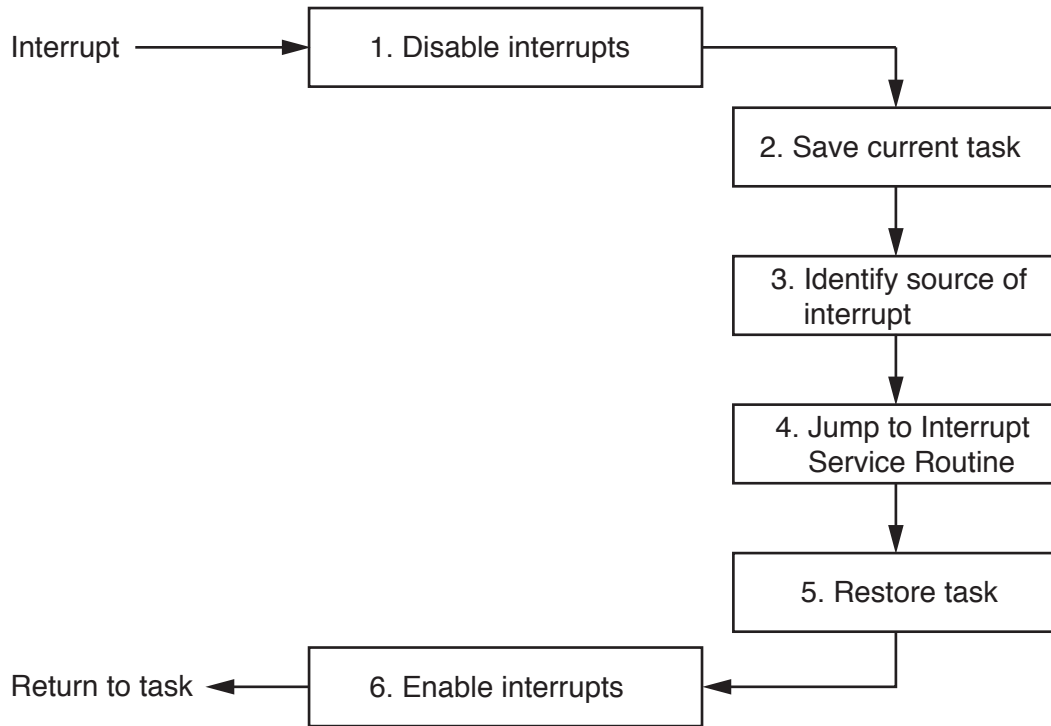 Interrupt
1. Disable interrupts
2. Save current task
3. Identify source of
interrupt
4. Jump to Interrupt
Service Routine
5. Restore task
6. Enable interrupts
Return to task